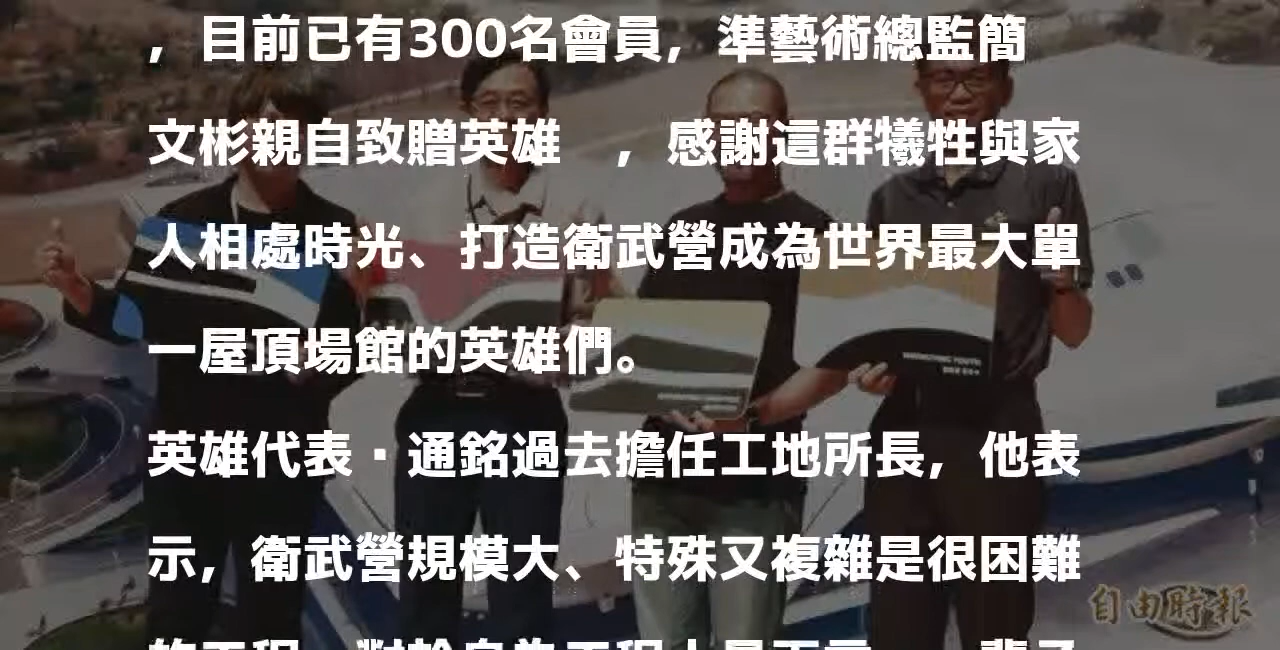 ，目前已有300名會員，準藝術總監簡
文彬親自致贈英雄　，感謝這群犧牲與家
人相處時光、打造衛武營成為世界最大單
一屋頂場館的英雄們。
英雄代表·通銘過去擔任工地所長，他表
示，衛武營規模大、特殊又複雜是很困難
自由時報